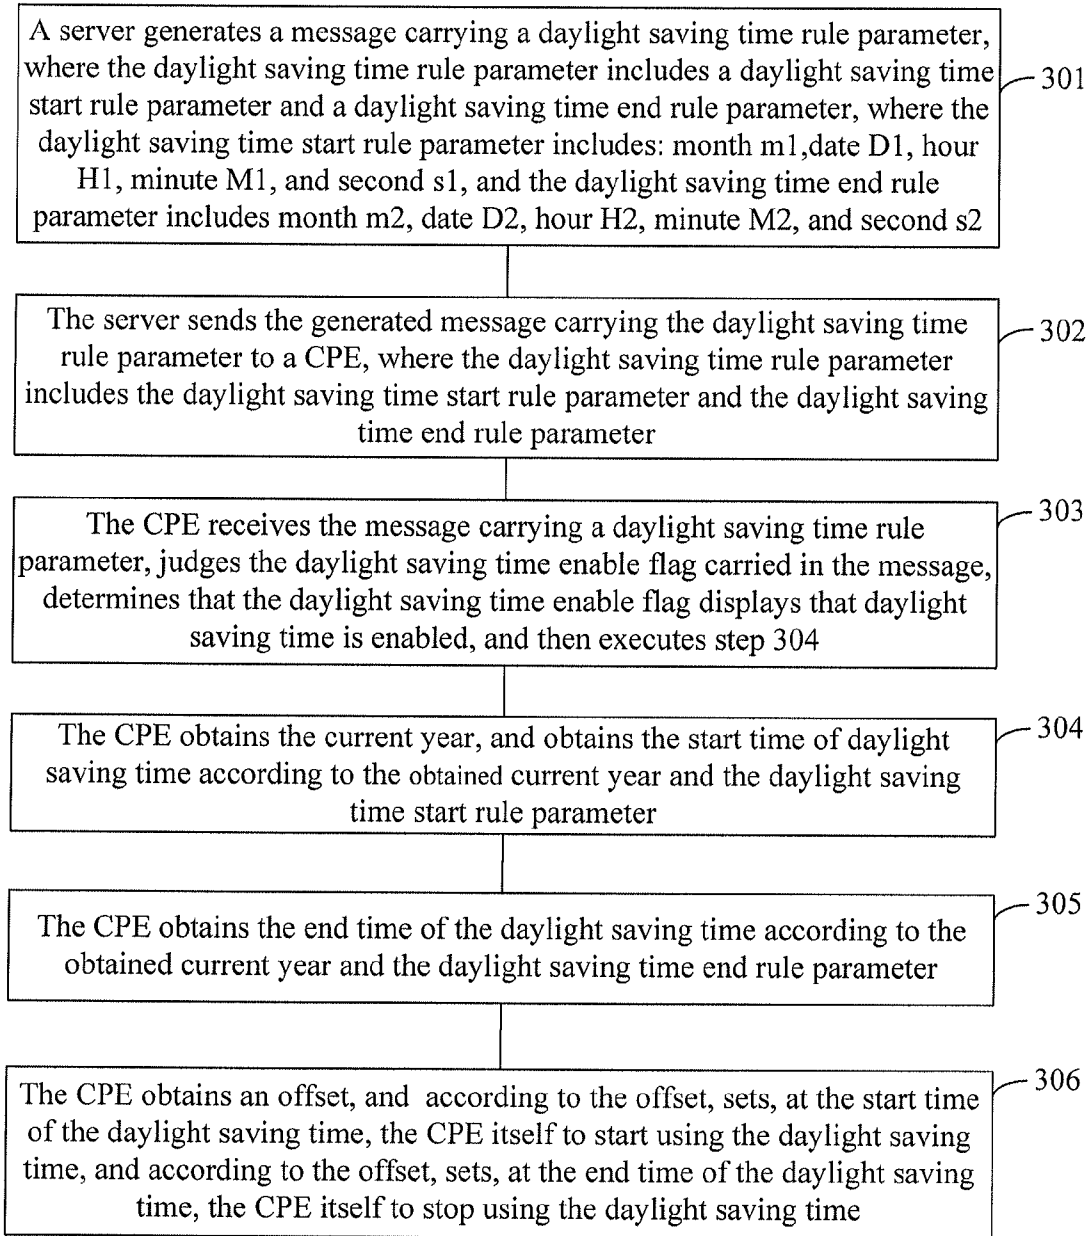 A server generates a message carrying a daylight saving time rule parameter,
where the daylight saving time rule parameter includes a daylight saving time
start rule parameter and a daylight saving time end rule parameter, where the
daylight saving time start rule parameter includes: month m1,date D1, hour
H1, minute M1, and second s1, and the daylight saving time end rule
parameter includes month m2, date D2, hour H2, minute M2, and second s2
301
The server sends the generated message carrying the daylight saving time
rule parameter to a CPE, where the daylight saving time rule parameter
includes the daylight saving time start rule parameter and the daylight saving
time end rule parameter
302
The CPE receives the message carrying a daylight saving time rule
parameter, judges the daylight saving time enable flag carried in the message,
determines that the daylight saving time enable flag displays that daylight
saving time is enabled, and then executes step 304
303
The CPE obtains the current year, and obtains the start time of daylight
saving time according to the obtained current year and the daylight saving
time start rule parameter
304
The CPE obtains the end time of the daylight saving time according to the
obtained current year and the daylight saving time end rule parameter
305
The CPE obtains an offset, and according to the offset, sets, at the start time
of the daylight saving time, the CPE itself to start using the daylight saving
time, and according to the offset, sets, at the end time of the daylight saving
time, the CPE itself to stop using the daylight saving time
306